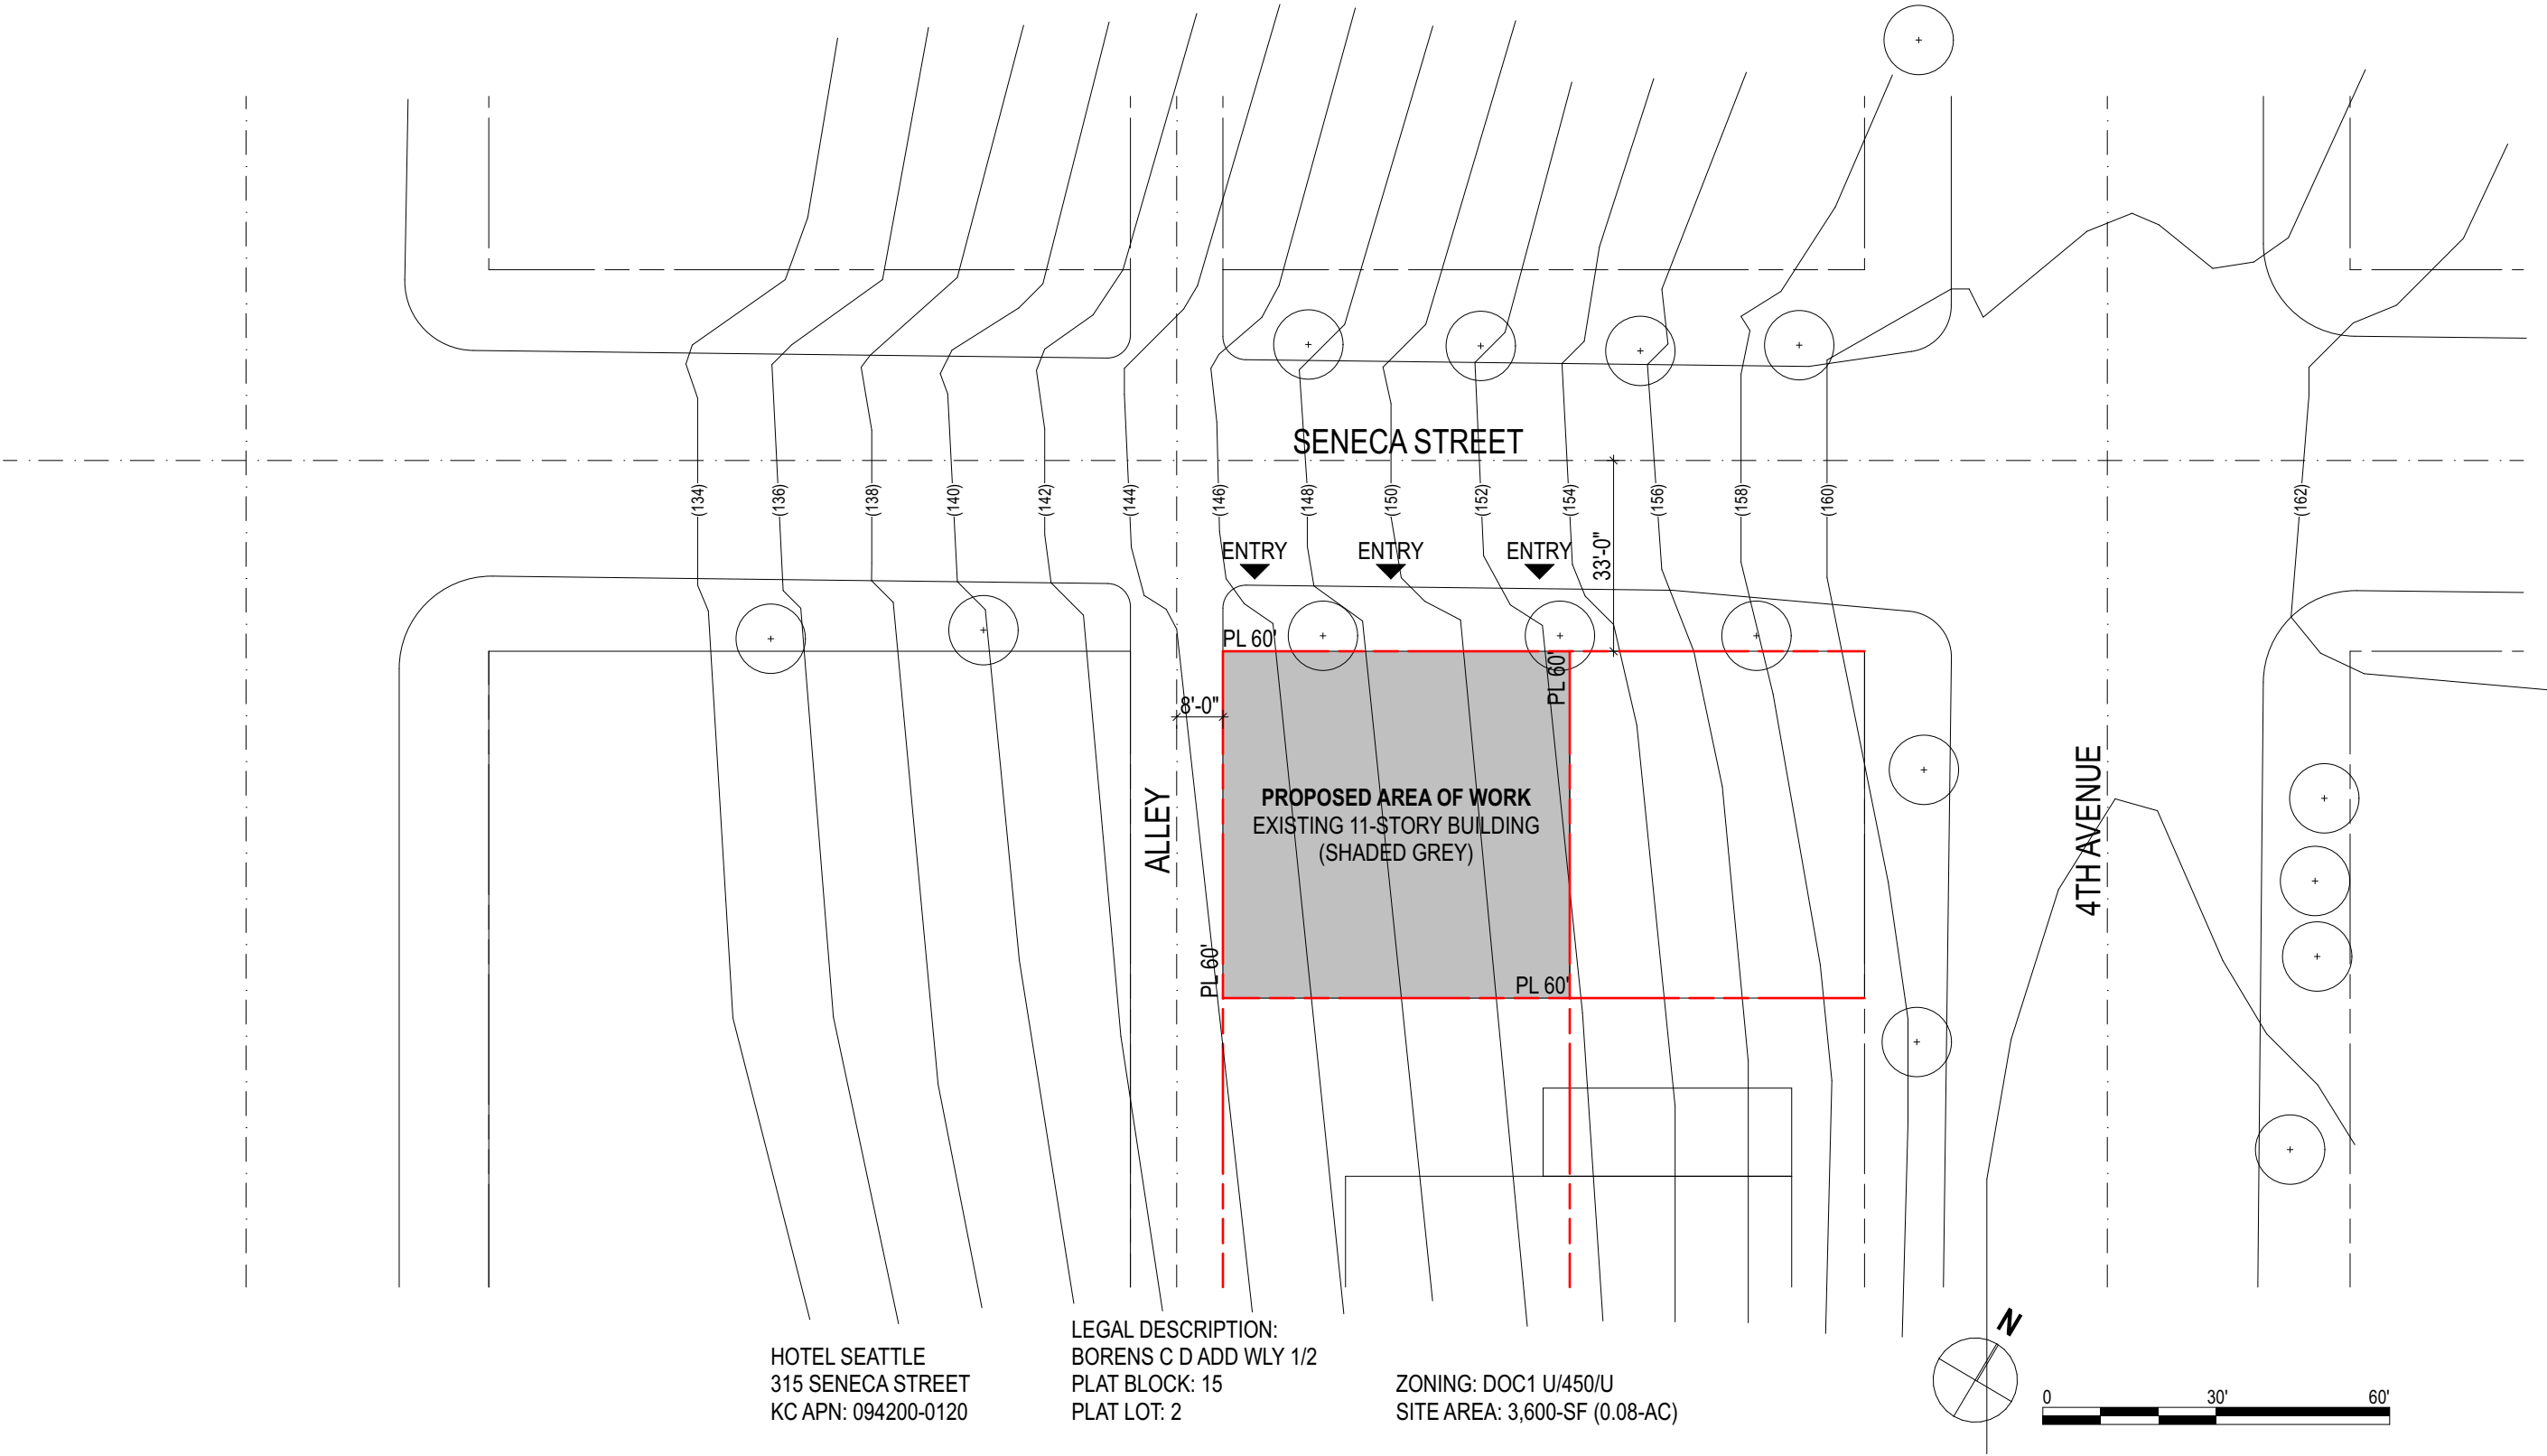 SENECA STREET
(134)
(136)
(138)
(140)
(142)
(144)
(146)
(148)
(150)
(152)
(154)
(156)
(158)
(160)
(162)
ENTRY
ENTRY
ENTRY
33'-0"
PL 60'
PL 60'
8'-0"
ALLEY
PROPOSED AREA OF WORK
EXISTING 11-STORY BUILDING
(SHADED GREY)
4TH AVENUE
PL 60'
PL 60'
HOTEL SEATTLE
315 SENECA STREET
KC APN: 094200-0120
LEGAL DESCRIPTION:
BORENS C D ADD WLY 1/2
PLAT BLOCK: 15
PLAT LOT: 2
ZONING: DOC1 U/450/U
SITE AREA: 3,600-SF (0.08-AC)
N
0 30' 60'